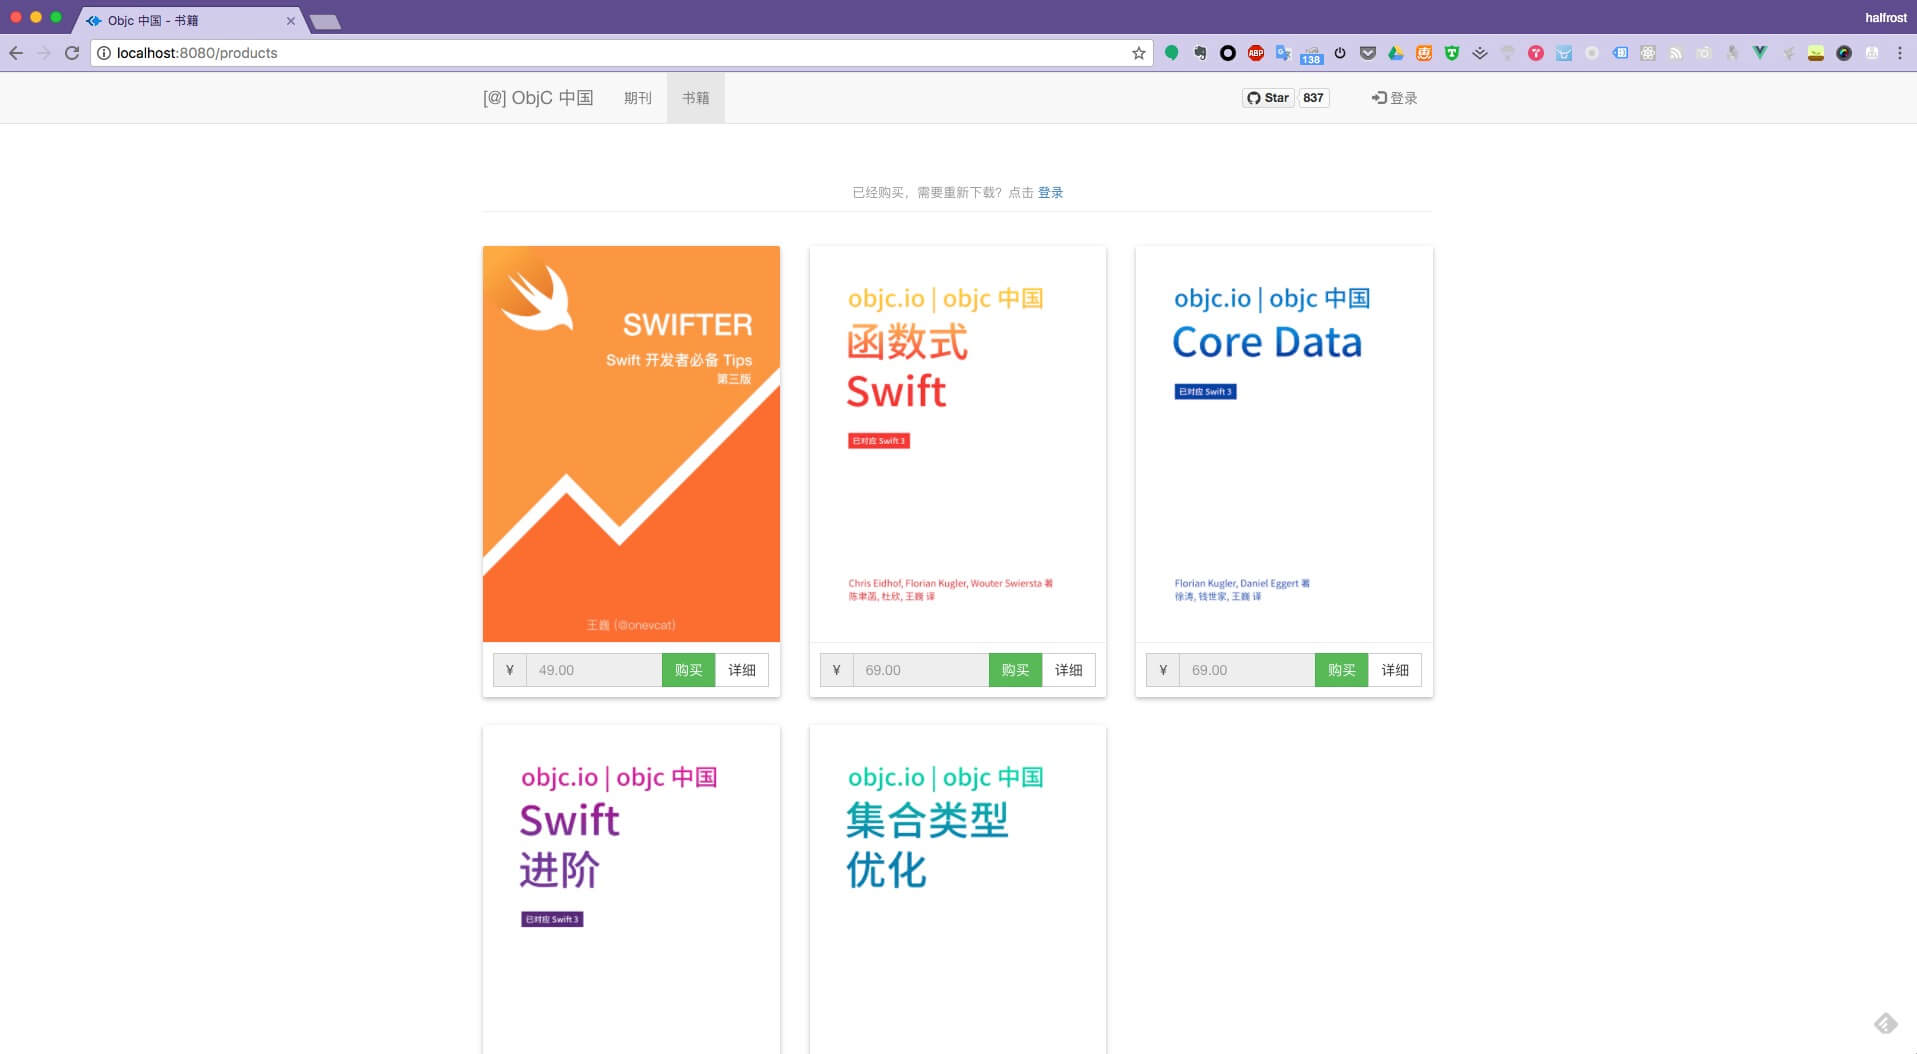 Objc 中国 - 书籍
halfrost
localhost:8080/products
138
ABP
[@] ObjC 中国 期刊 书籍 Star 837 登录
已经购买，需要重新下载？点击 登录
SWIFTER
Swift 开发者必备 Tips
第三版
王巍 (@onevcat)
¥ 49.00 购买 详细
objc.io | objc 中国
函数式
Swift
已对应 Swift 3
Chris Eidhof, Florian Kugler, Wouter Swiersta 著
陈聿菡, 杜欣, 王巍 译
¥ 69.00 购买 详细
objc.io | objc 中国
Core Data
已对应 Swift 3
Florian Kugler, Daniel Eggert 著
徐涛, 钱世家, 王巍 译
¥ 69.00 购买 详细
objc.io | objc 中国
Swift
进阶
已对应 Swift 3
objc.io | objc 中国
集合类型
优化